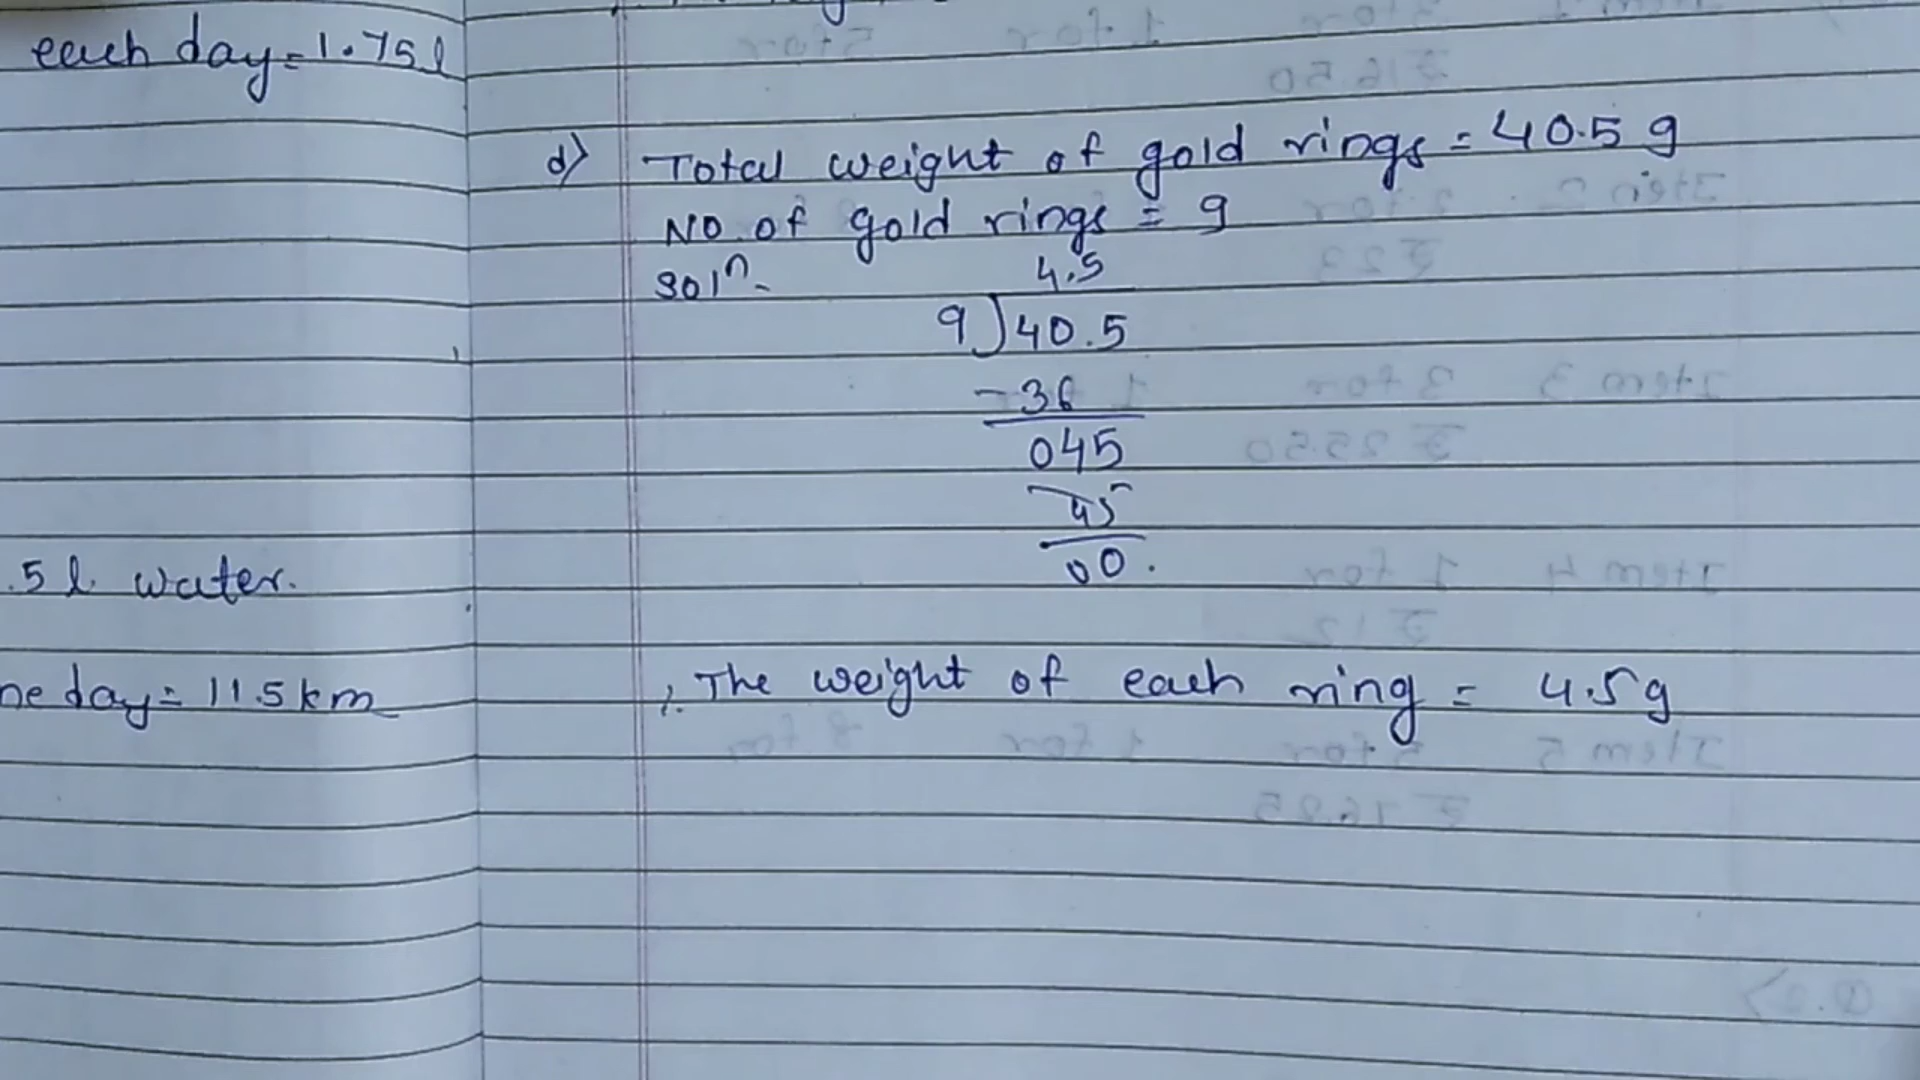 each day = 1.75 l
.5 l water.
ne day = 11.5 km
d) Total weight of gold rings = 40.5 g
No. of gold rings = 9
Solⁿ-
4.5
9)40.5
-36
045
-45
00.
∴ The weight of each ring = 4.5g